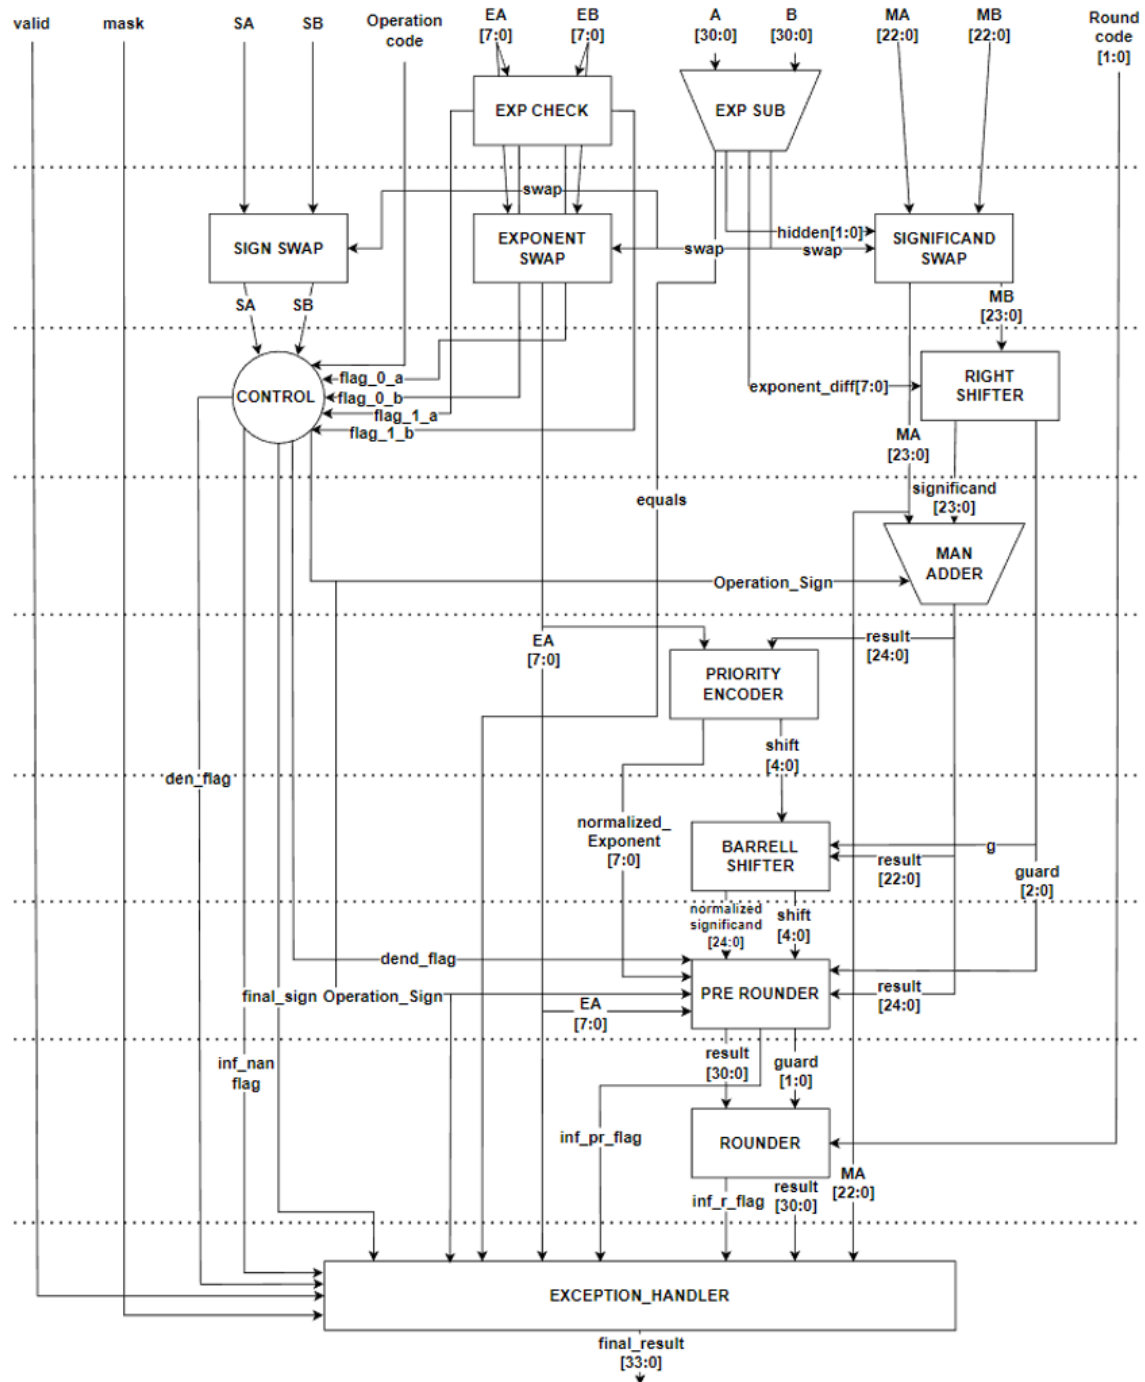 valid
mask
SA
SB
Operation
code
EA
[7:0]
EB
[7:0]
A
[30:0]
B
[30:0]
MA
[22:0]
MB
[22:0]
Round
code
[1:0]
EXP CHECK
EXP SUB
swap
SIGN SWAP
EXPONENT
SWAP
swap
hidden[1:0]
swap
SIGNIFICAND
SWAP
SA
SB
MB
[23:0]
CONTROL
flag_0_a
flag_0_b
flag_1_a
flag_1_b
exponent_diff[7:0]
RIGHT
SHIFTER
MA
[23:0]
equals
significand
[23:0]
MAN
ADDER
Operation_Sign
EA
[7:0]
result
[24:0]
PRIORITY
ENCODER
den_flag
shift
[4:0]
normalized_
Exponent
[7:0]
BARRELL
SHIFTER
g
result
[22:0]
guard
[2:0]
normalized
significand
[24:0]
shift
[4:0]
dend_flag
final_sign
Operation_Sign
EA
[7:0]
PRE ROUNDER
result
[24:0]
inf_nan
flag
result
[30:0]
guard
[1:0]
inf_pr_flag
ROUNDER
MA
[22:0]
inf_r_flag
result
[30:0]
EXCEPTION_HANDLER
final_result
[33:0]